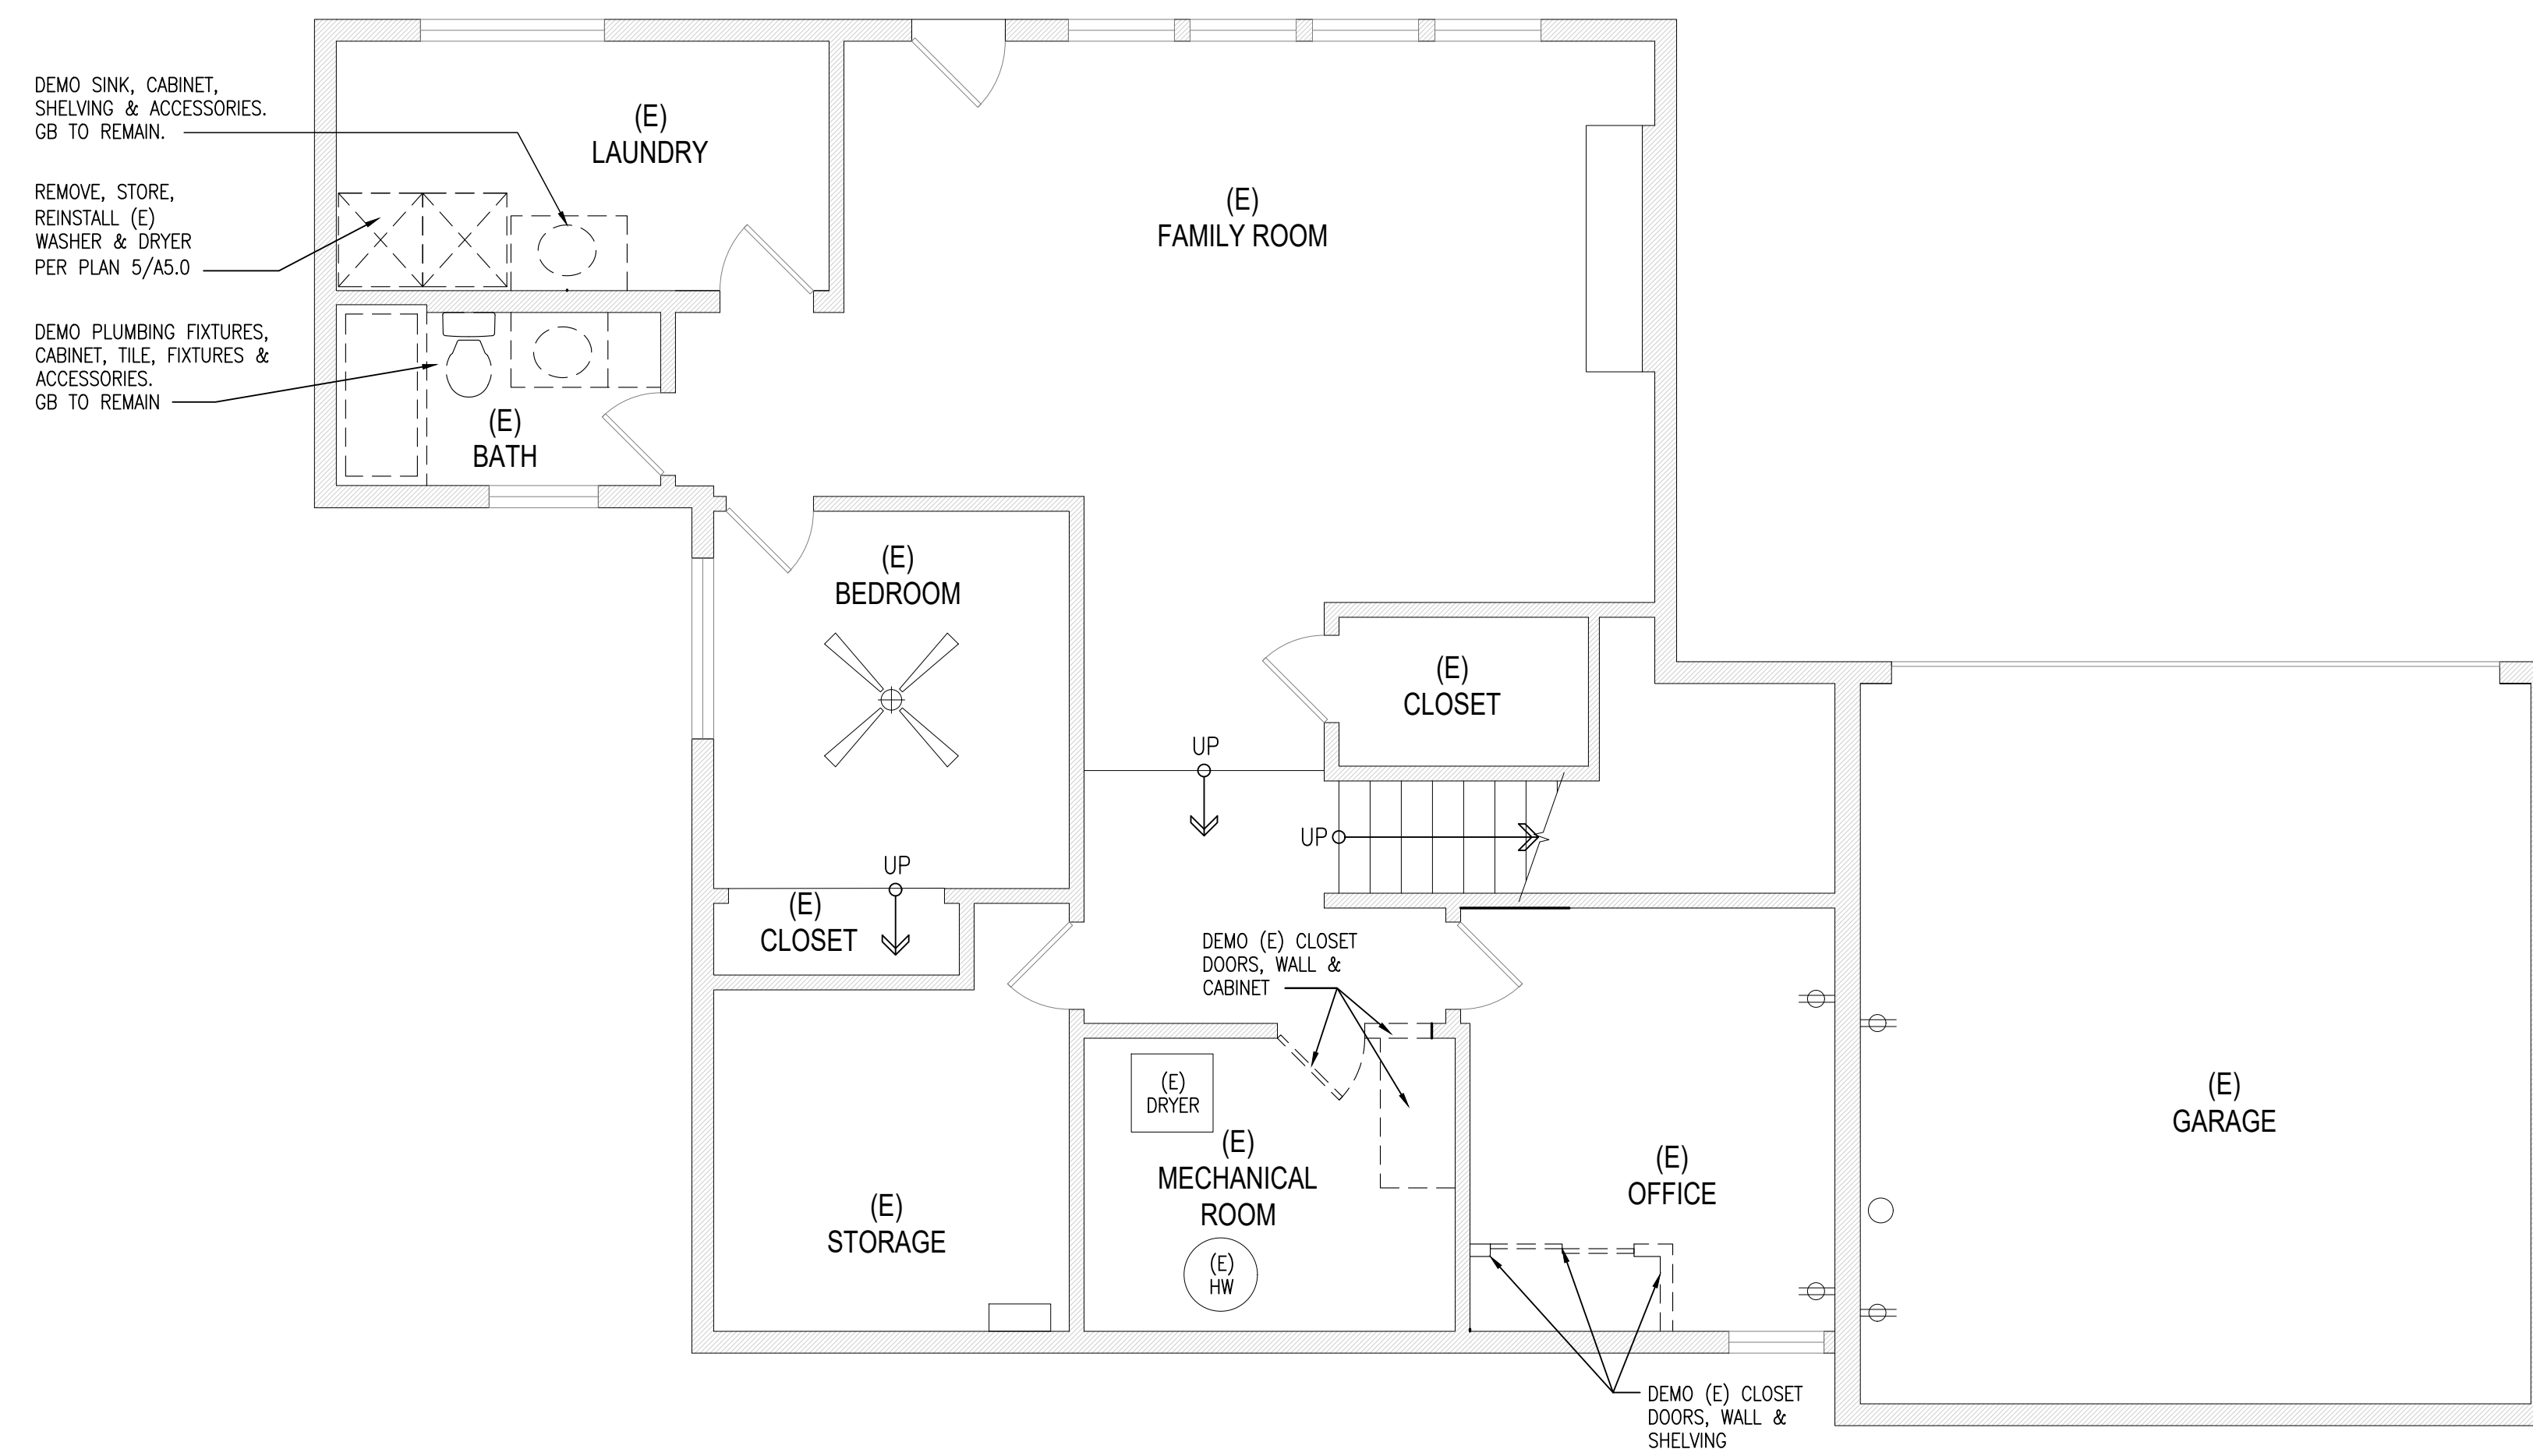 DEMO SINK, CABINET,
SHELVING & ACCESSORIES.
GB TO REMAIN.
REMOVE, STORE,
REINSTALL (E)
WASHER & DRYER
PER PLAN 5/A5.0
DEMO PLUMBING FIXTURES,
CABINET, TILE, FIXTURES &
ACCESSORIES.
GB TO REMAIN
(E)
LAUNDRY
(E)
FAMILY ROOM
(E)
BATH
(E)
BEDROOM
(E)
CLOSET
UP
UP
UP
(E)
CLOSET
DEMO (E) CLOSET
DOORS, WALL &
CABINET
(E)
DRYER
(E)
MECHANICAL
ROOM
(E)
HW
(E)
STORAGE
(E)
OFFICE
(E)
GARAGE
DEMO (E) CLOSET
DOORS, WALL &
SHELVING